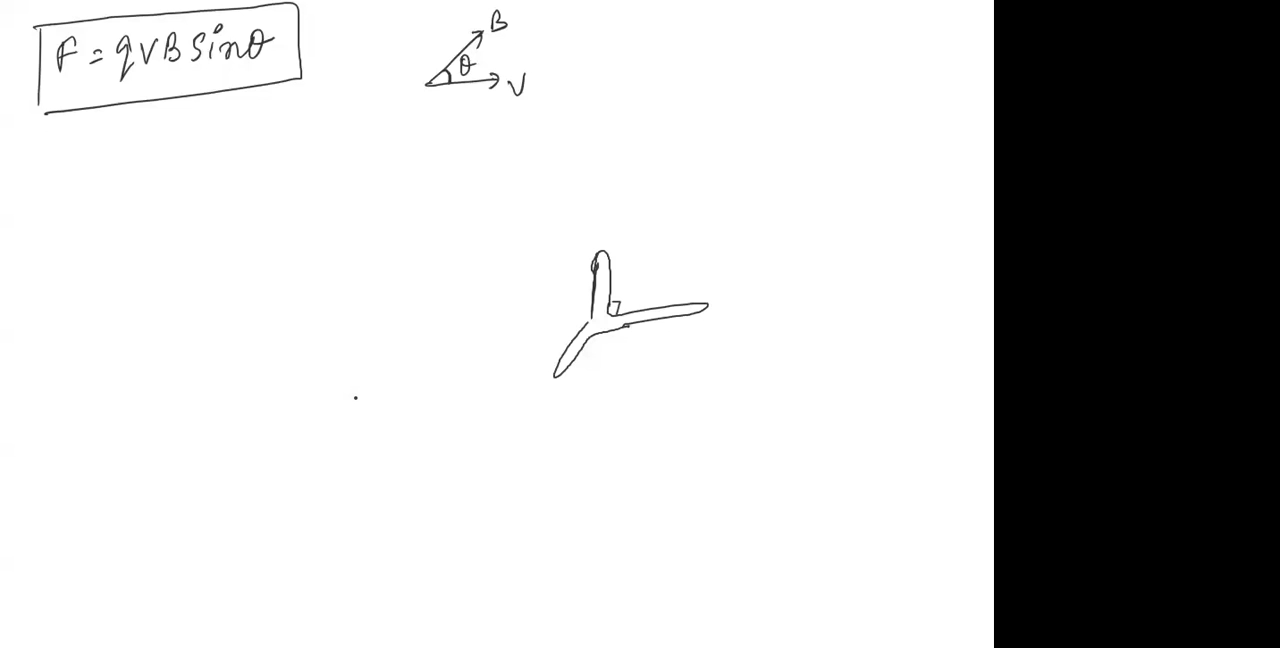 F = qVB Sinθ
B
θ
V